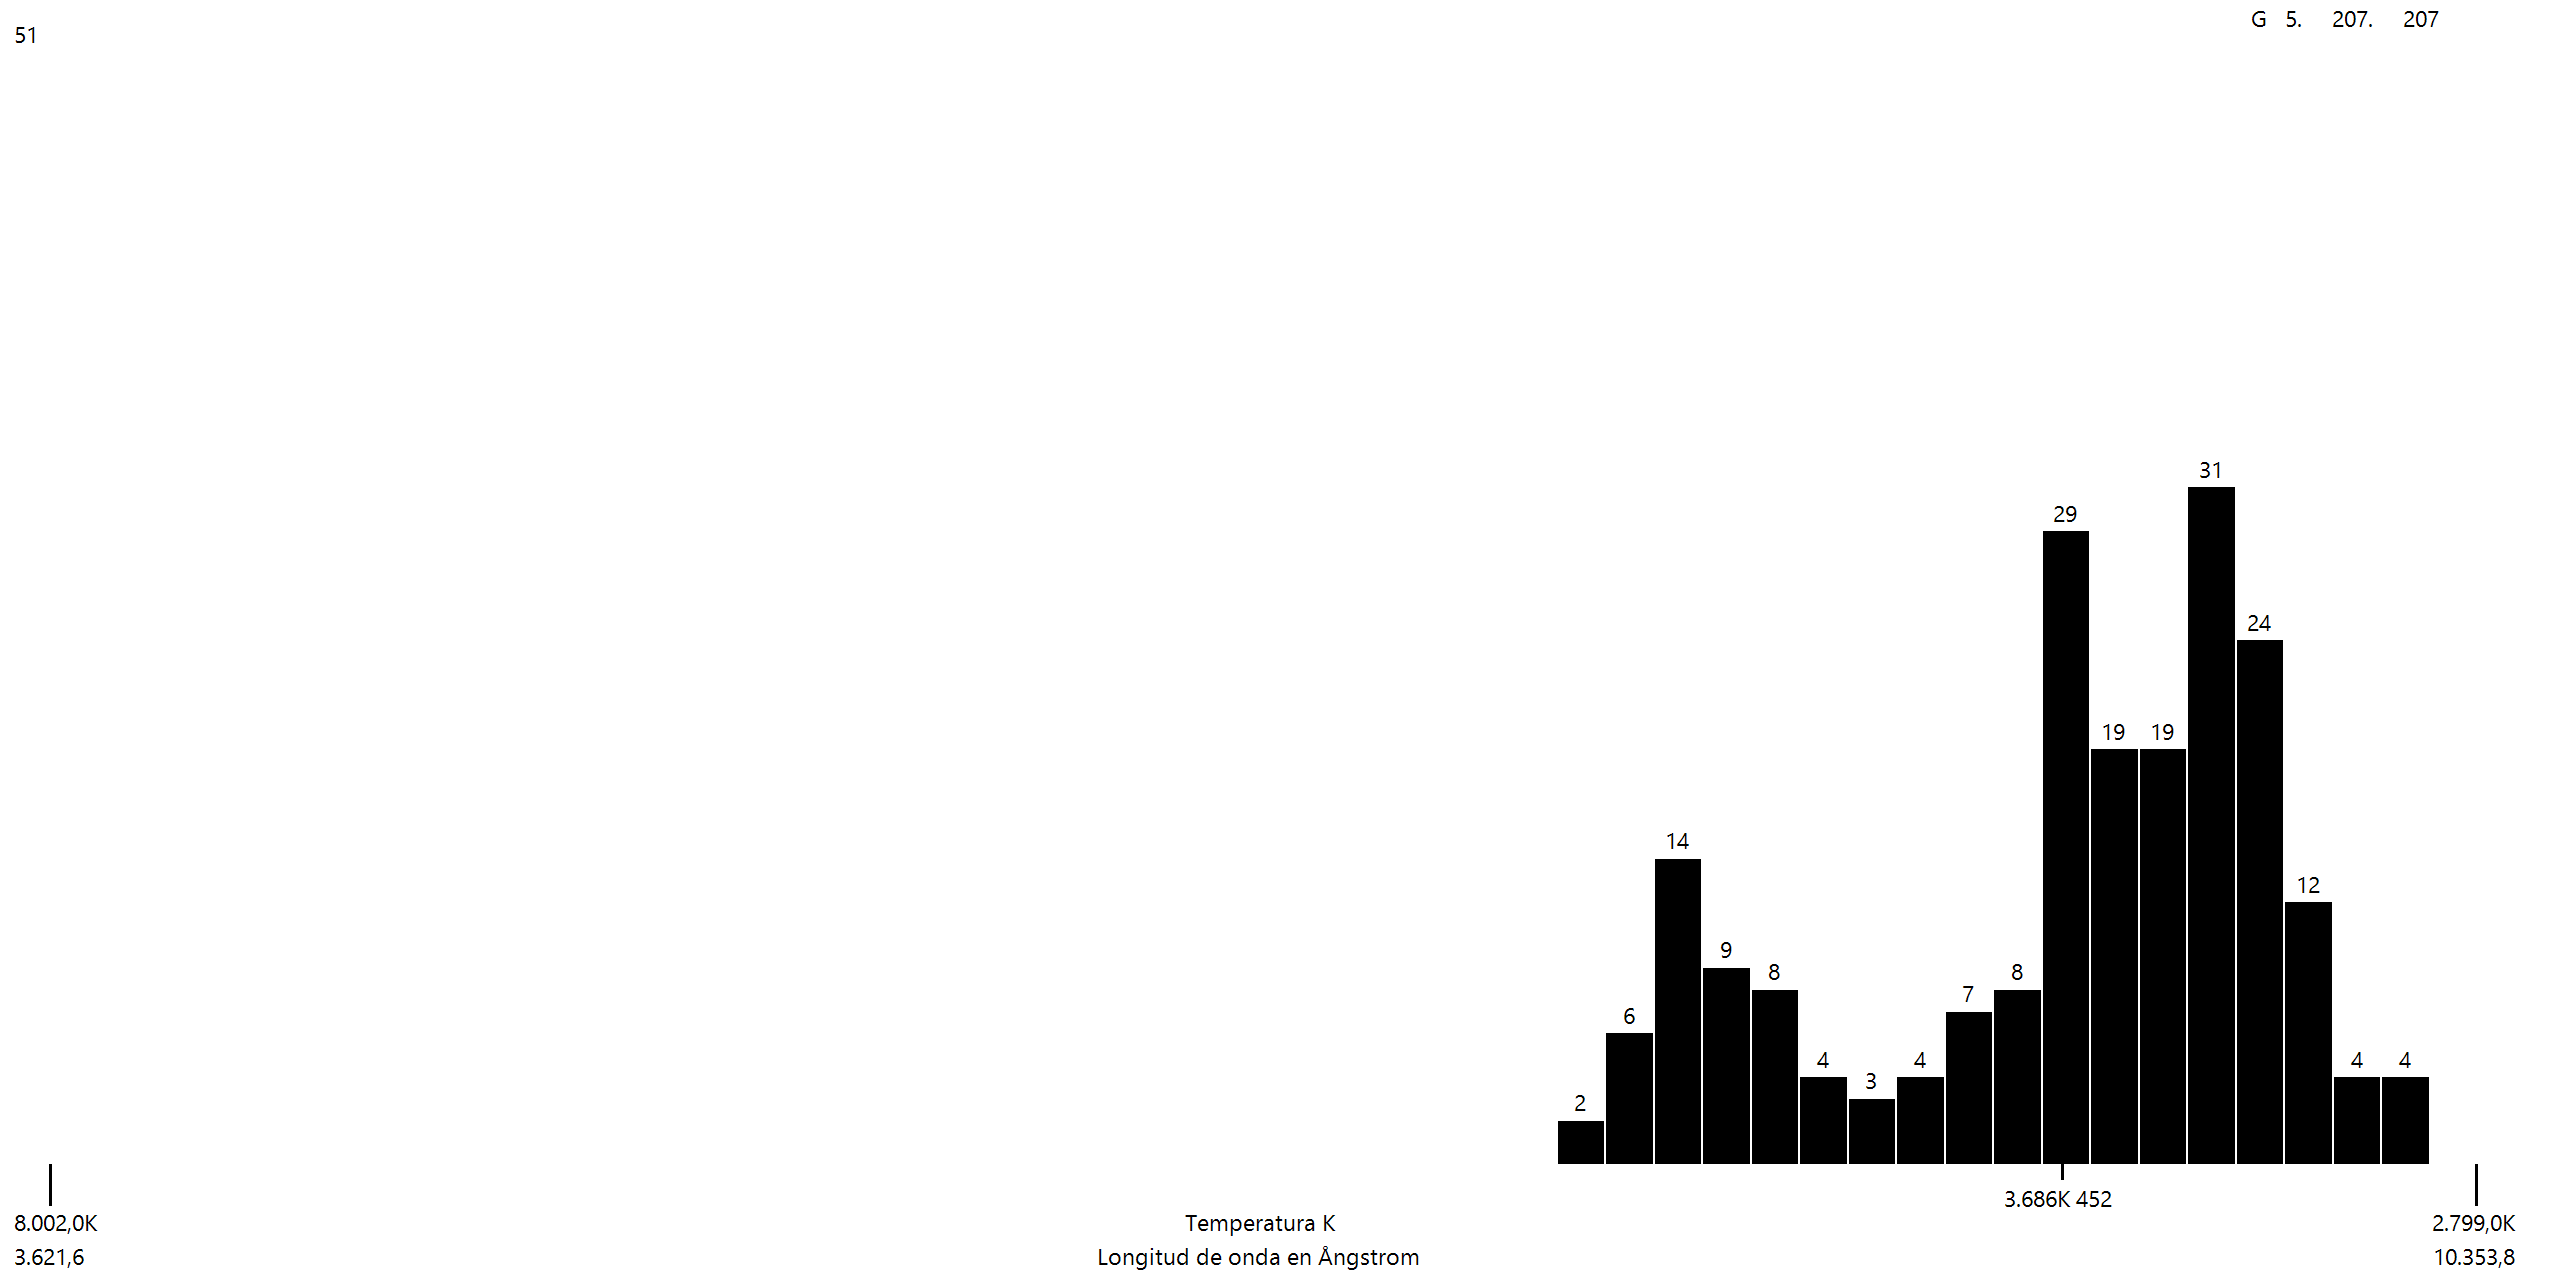 G 5. 207. 207
51
31
29
24
19 19
14
12
9
8 8
7
6
4 4 4 4
3
2
3.686K 452
8.002,0K Temperatura K 2.799,0K
3.621,6 Longitud de onda en Ångstrom 10.353,8